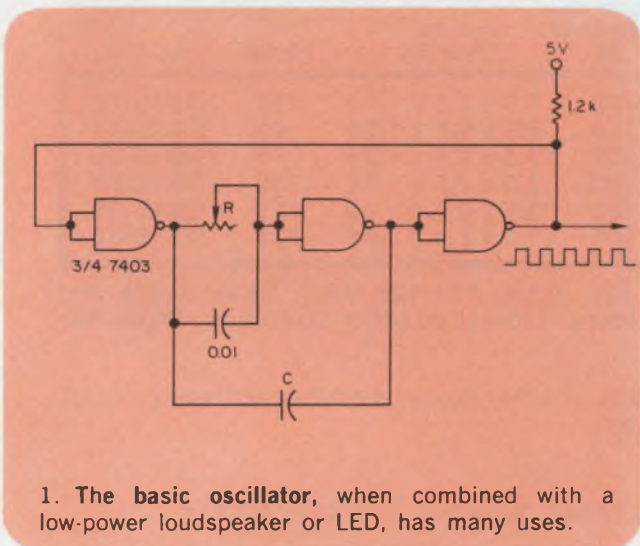 5V
1.2k
R
3/4 7403
0.01
C
1. The basic oscillator, when combined with a
low-power loudspeaker or LED, has many uses.